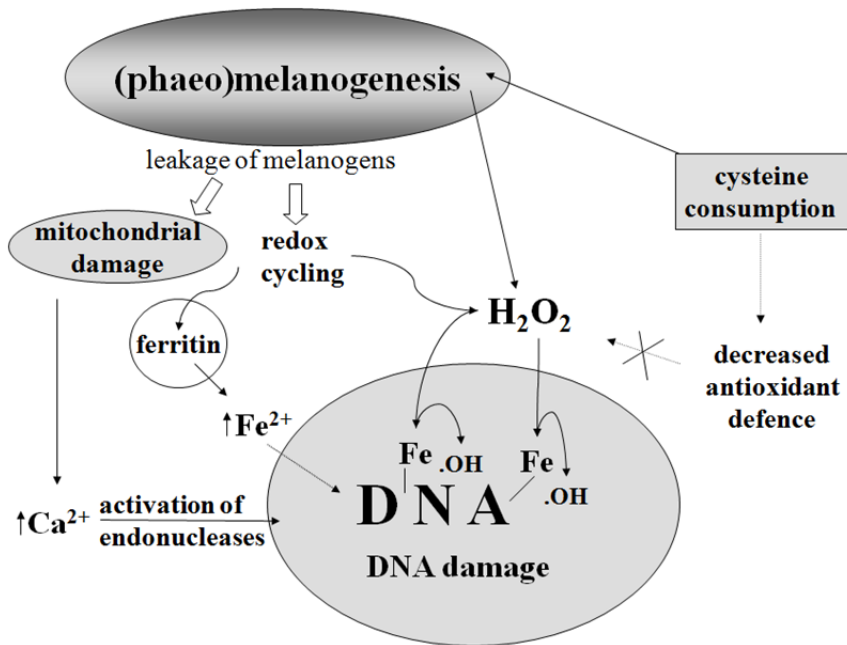 (phaeo)melanogenesis
leakage of melanogens
cysteine
consumption
mitochondrial
damage
redox
cycling
H₂O₂
ferritin
decreased
antioxidant
defence
↑Fe²⁺
Fe
.OH
Fe
.OH
DNA
↑Ca²⁺
activation of
endonucleases
DNA damage